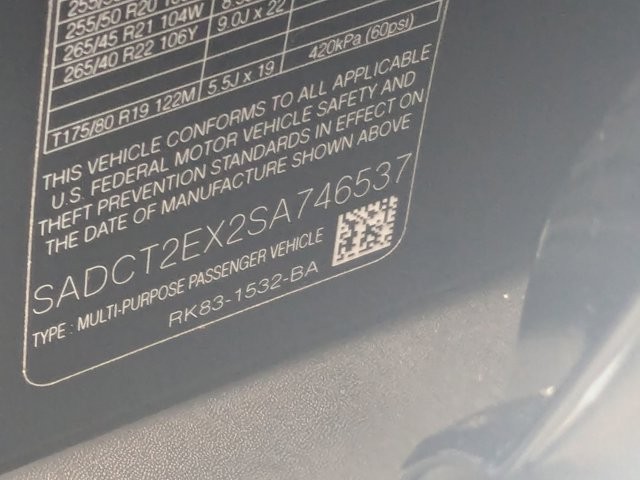 255/50 R20
265/45 R21 104W
265/40 R22 106Y 9.0J x 22
T175/80 R19 122M 5.5J x 19 420kPa (60psi)
THIS VEHICLE CONFORMS TO ALL APPLICABLE
U.S. FEDERAL MOTOR VEHICLE SAFETY AND
THEFT PREVENTION STANDARDS IN EFFECT ON
THE DATE OF MANUFACTURE SHOWN ABOVE
SADCT2EX2SA746537
TYPE : MULTI-PURPOSE PASSENGER VEHICLE
RK83-1532-BA